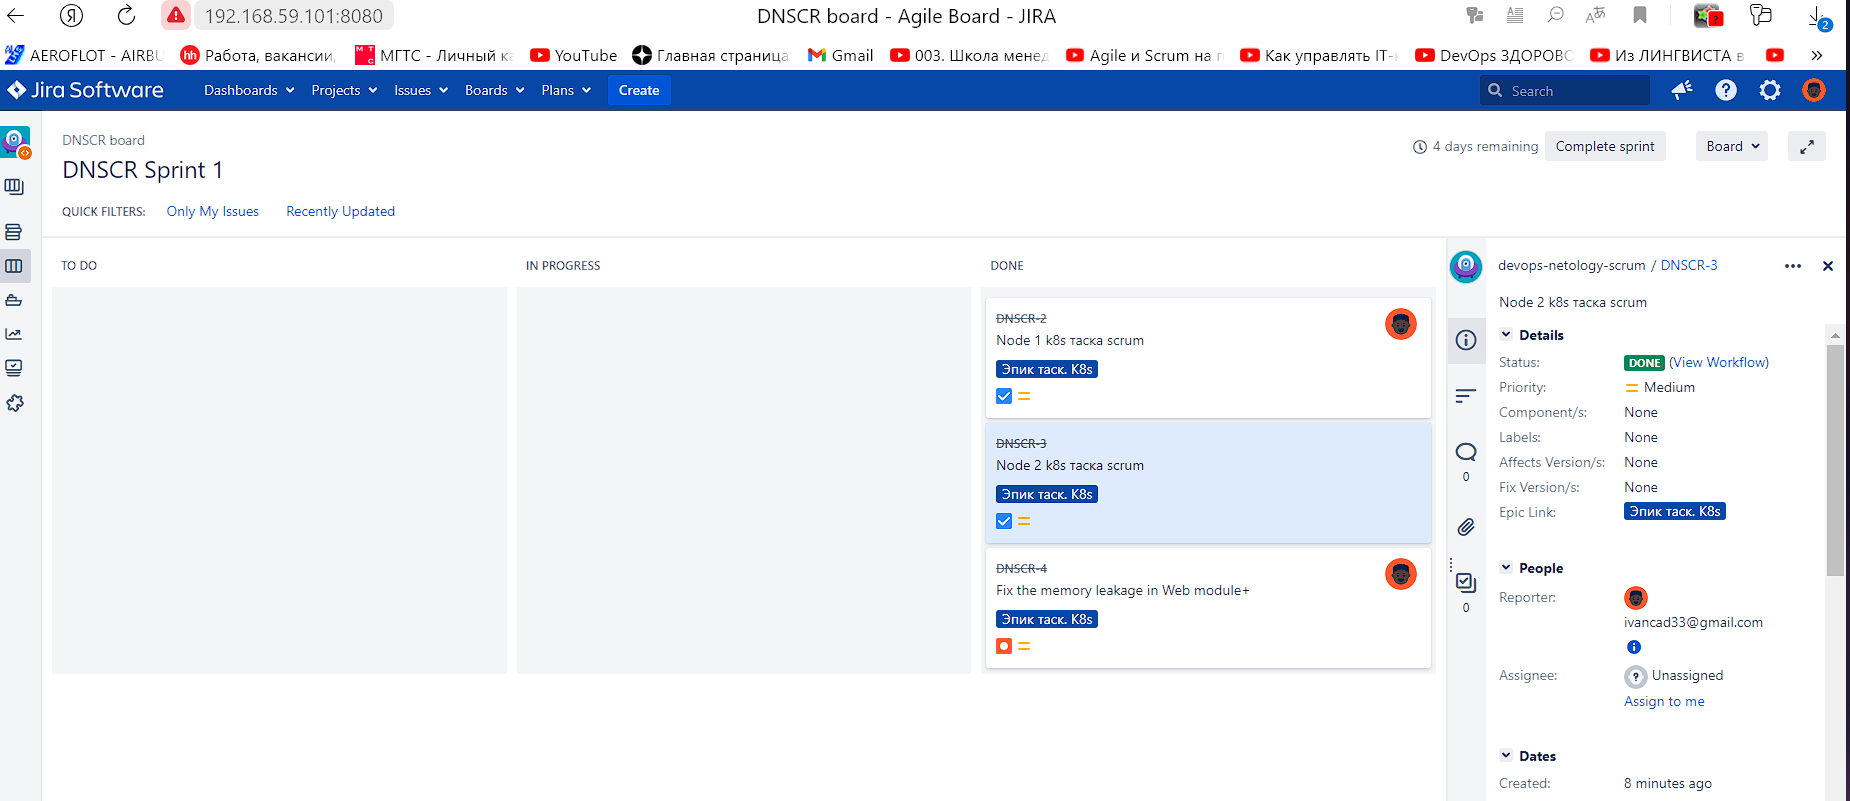 Я
192.168.59.101:8080
DNSCR board - Agile Board - JIRA
2
AEROFLOT - AIRBU
hh Работа, вакансии,
МТС МГТС - Личный ка
YouTube
Главная страница
Gmail
003. Школа менед
Agile и Scrum на п
Как управлять IT-к
DevOps ЗДОРОВО
Из ЛИНГВИСТА в
»
Jira Software
Dashboards
Projects
Issues
Boards
Plans
Create
Search
DNSCR board
DNSCR Sprint 1
4 days remaining
Complete sprint
Board
QUICK FILTERS:
Only My Issues
Recently Updated
TO DO
IN PROGRESS
DONE
DNSCR-2
Node 1 k8s таска scrum
Эпик таск. K8s
DNSCR-3
Node 2 k8s таска scrum
Эпик таск. K8s
DNSCR-4
Fix the memory leakage in Web module+
Эпик таск. K8s
0
0
devops-netology-scrum / DNSCR-3
Node 2 k8s таска scrum
Details
Status: DONE (View Workflow)
Priority: Medium
Component/s: None
Labels: None
Affects Version/s: None
Fix Version/s: None
Epic Link: Эпик таск. K8s
People
Reporter:
ivancad33@gmail.com
Assignee: Unassigned
Assign to me
Dates
Created: 8 minutes ago